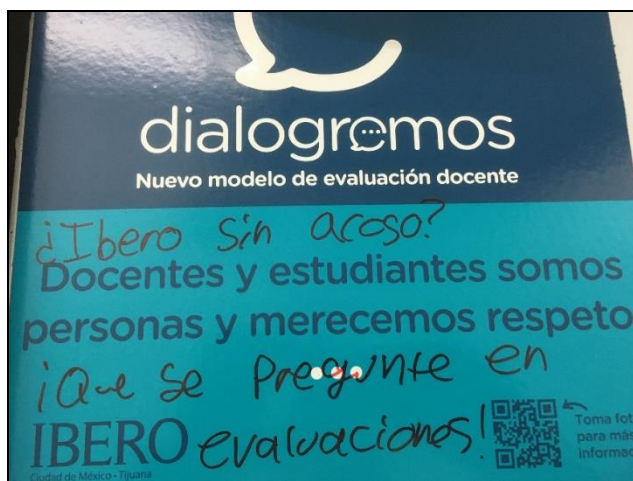 dialogremos
Nuevo modelo de evaluación docente
¿Ibero sin acoso?
Docentes y estudiantes somos
personas y merecemos respeto
¡Que se pregunte en
evaluaciones!
IBERO
Ciudad de México · Tijuana
Toma fot
para más
informac